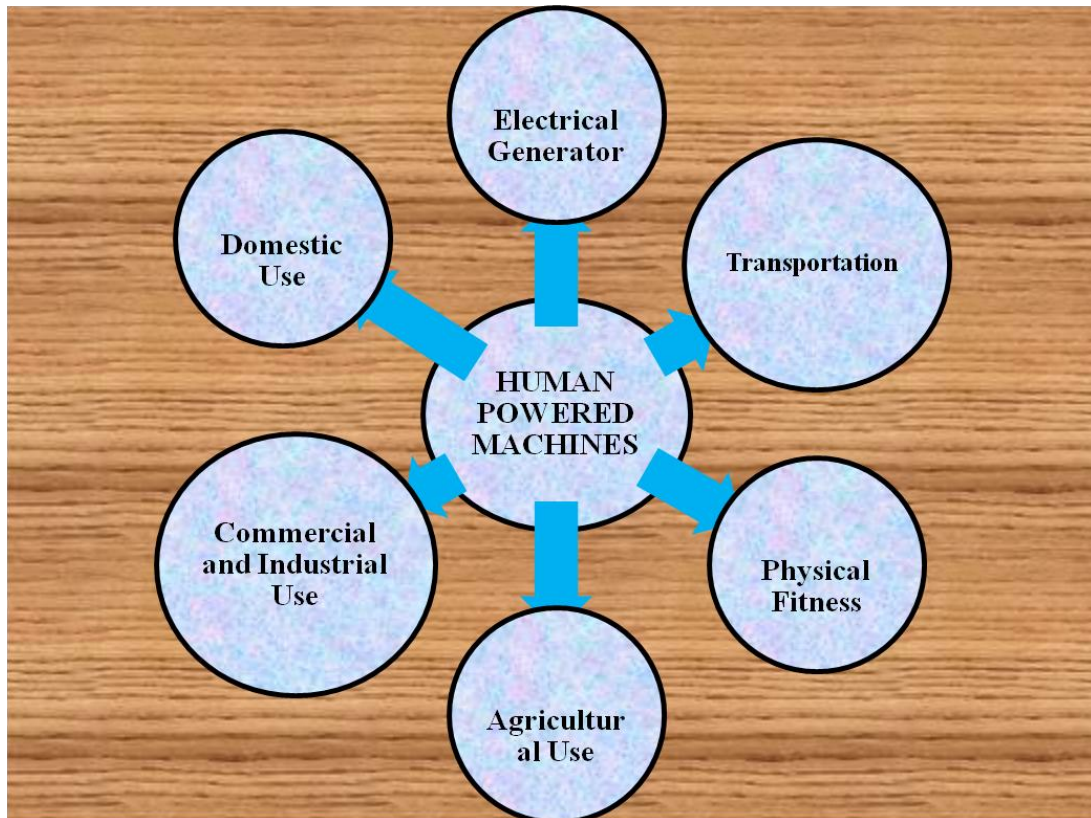 Electrical
Generator
Domestic
Use
Transportation
HUMAN
POWERED
MACHINES
Commercial
and Industrial
Use
Physical
Fitness
Agricultur
al Use